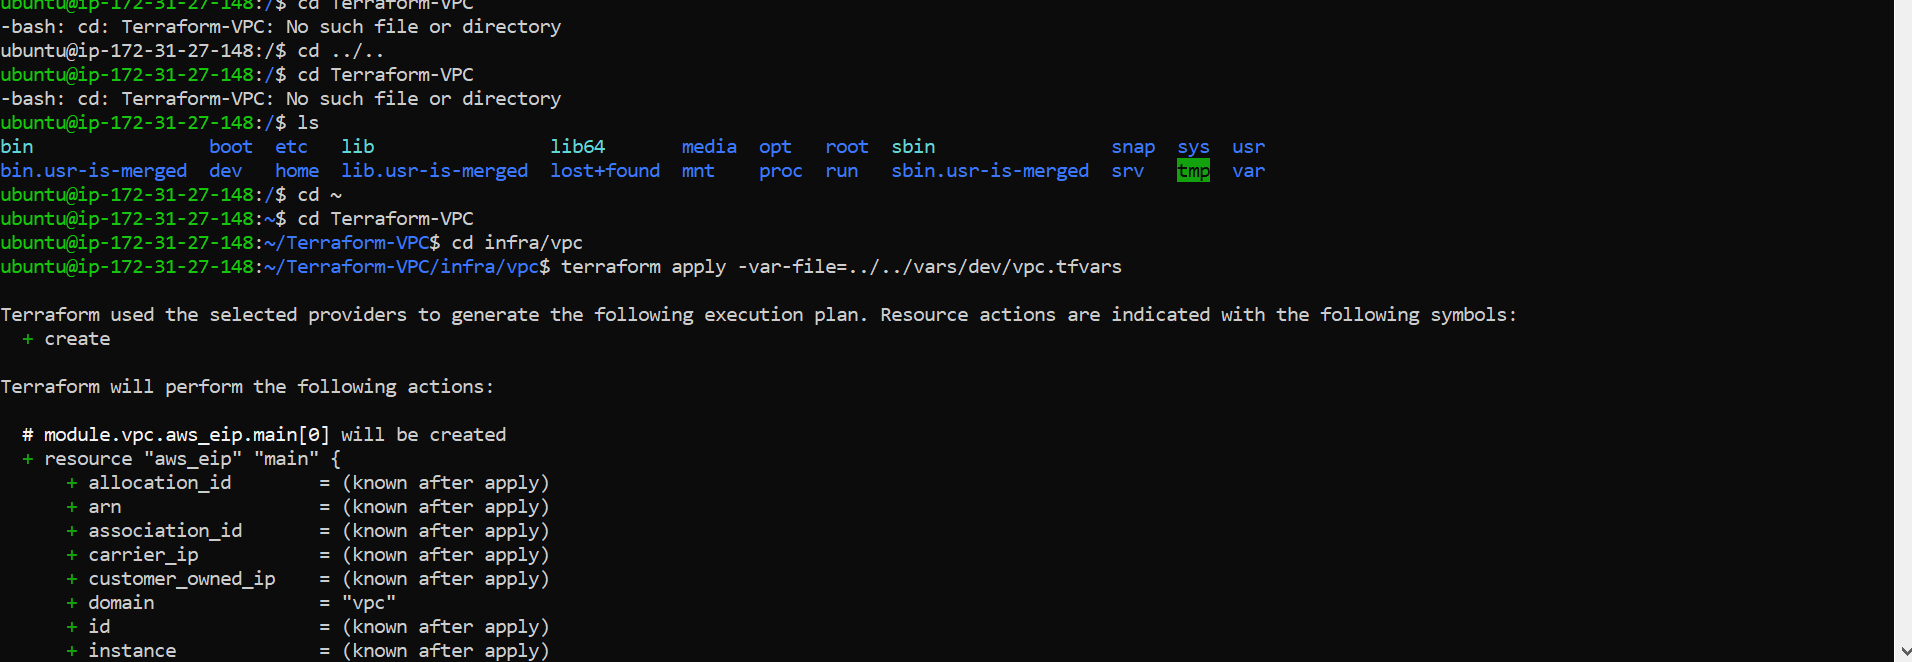 ubuntu@ip-172-31-27-148:/$ cd Terraform-VPC
-bash: cd: Terraform-VPC: No such file or directory
ubuntu@ip-172-31-27-148:/$ cd ../..
ubuntu@ip-172-31-27-148:/$ cd Terraform-VPC
-bash: cd: Terraform-VPC: No such file or directory
ubuntu@ip-172-31-27-148:/$ ls
bin                boot  etc   lib                lib64       media  opt   root  sbin                snap  sys  usr
bin.usr-is-merged  dev   home  lib.usr-is-merged  lost+found  mnt    proc  run   sbin.usr-is-merged  srv   tmp  var
ubuntu@ip-172-31-27-148:/$ cd ~
ubuntu@ip-172-31-27-148:~$ cd Terraform-VPC
ubuntu@ip-172-31-27-148:~/Terraform-VPC$ cd infra/vpc
ubuntu@ip-172-31-27-148:~/Terraform-VPC/infra/vpc$ terraform apply -var-file=../../vars/dev/vpc.tfvars
Terraform used the selected providers to generate the following execution plan. Resource actions are indicated with the following symbols:
  + create
Terraform will perform the following actions:
  # module.vpc.aws_eip.main[0] will be created
  + resource "aws_eip" "main" {
      + allocation_id        = (known after apply)
      + arn                  = (known after apply)
      + association_id       = (known after apply)
      + carrier_ip           = (known after apply)
      + customer_owned_ip    = (known after apply)
      + domain               = "vpc"
      + id                   = (known after apply)
      + instance             = (known after apply)